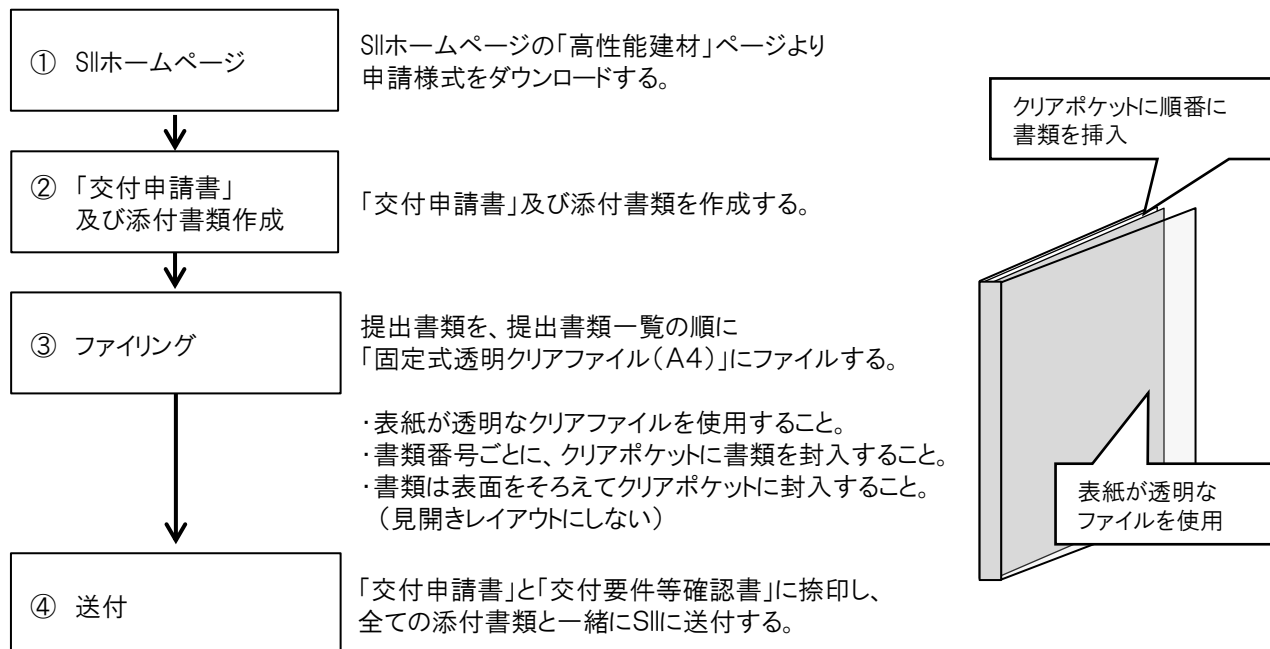 ① SIIホームページ
SIIホームページの「高性能建材」ページより
申請様式をダウンロードする。
② 「交付申請書」
及び添付書類作成
「交付申請書」及び添付書類を作成する。
③ ファイリング
提出書類を、提出書類一覧の順に
「固定式透明クリアファイル(A4)」にファイルする。
・表紙が透明なクリアファイルを使用すること。
・書類番号ごとに、クリアポケットに書類を封入すること。
・書類は表面をそろえてクリアポケットに封入すること。
(見開きレイアウトにしない)
④ 送付
「交付申請書」と「交付要件等確認書」に捺印し、
全ての添付書類と一緒にSIIに送付する。
クリアポケットに順番に
書類を挿入
表紙が透明な
ファイルを使用